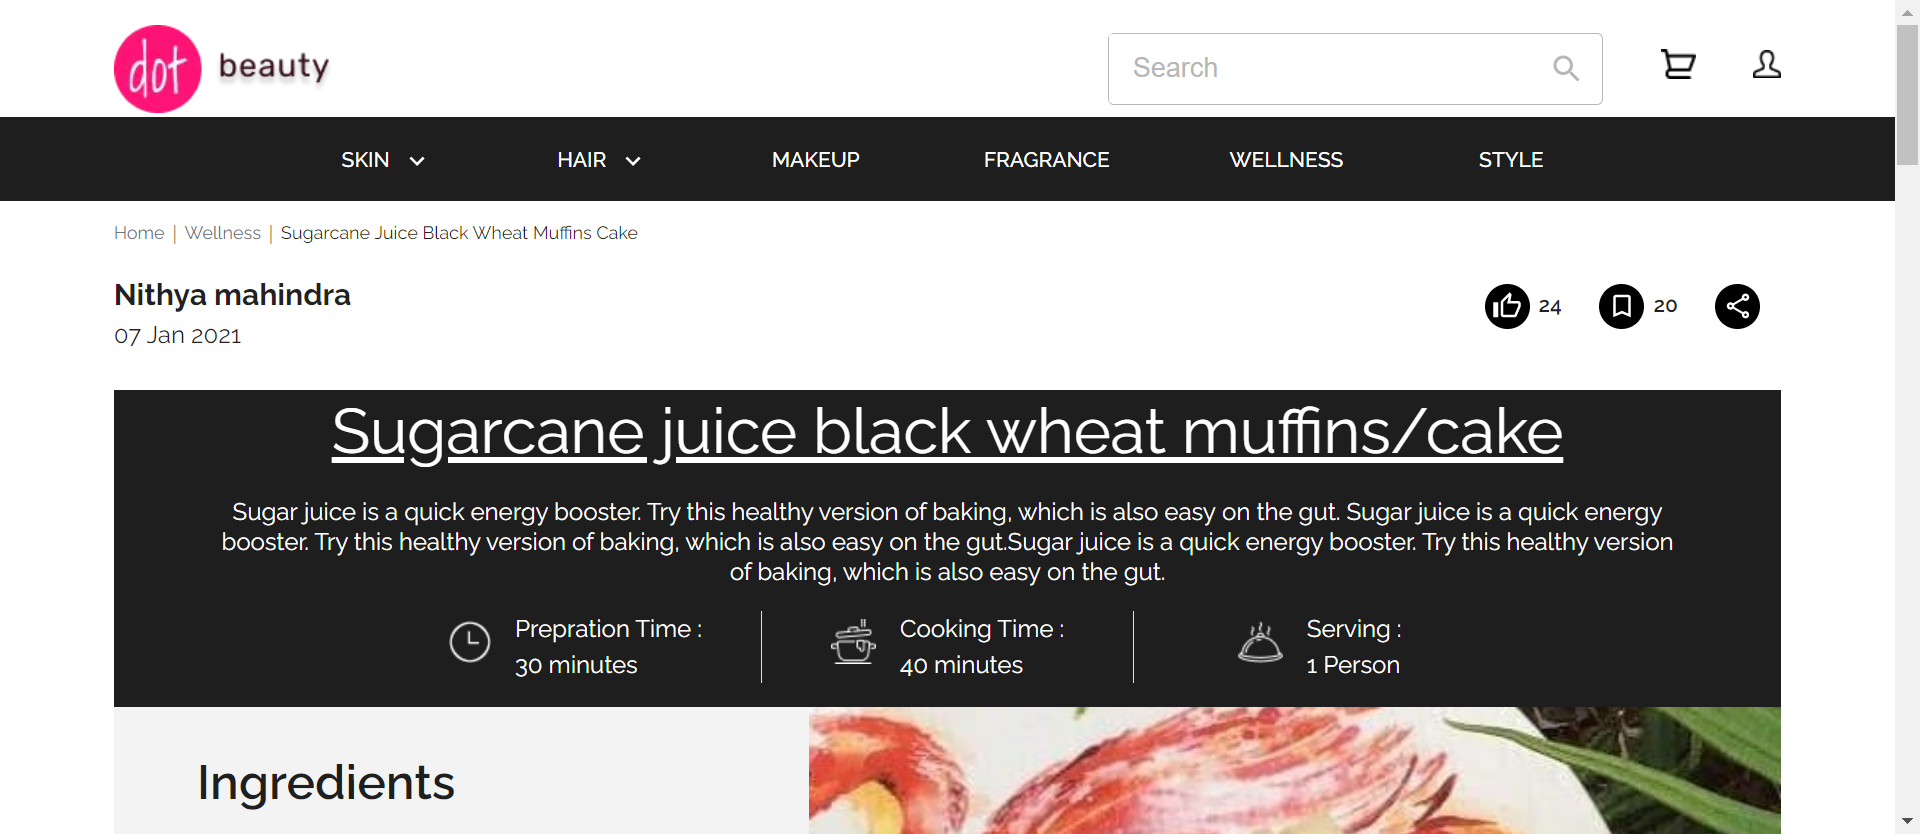 dot beauty
Search
SKIN HAIR MAKEUP FRAGRANCE WELLNESS STYLE
Home | Wellness | Sugarcane Juice Black Wheat Muffins Cake
Nithya mahindra
24 20
07 Jan 2021
Sugarcane juice black wheat muffins/cake
Sugar juice is a quick energy booster. Try this healthy version of baking, which is also easy on the gut. Sugar juice is a quick energy
booster. Try this healthy version of baking, which is also easy on the gut.Sugar juice is a quick energy booster. Try this healthy version
of baking, which is also easy on the gut.
Prepration Time :
30 minutes
Cooking Time :
40 minutes
Serving :
1 Person
Ingredients